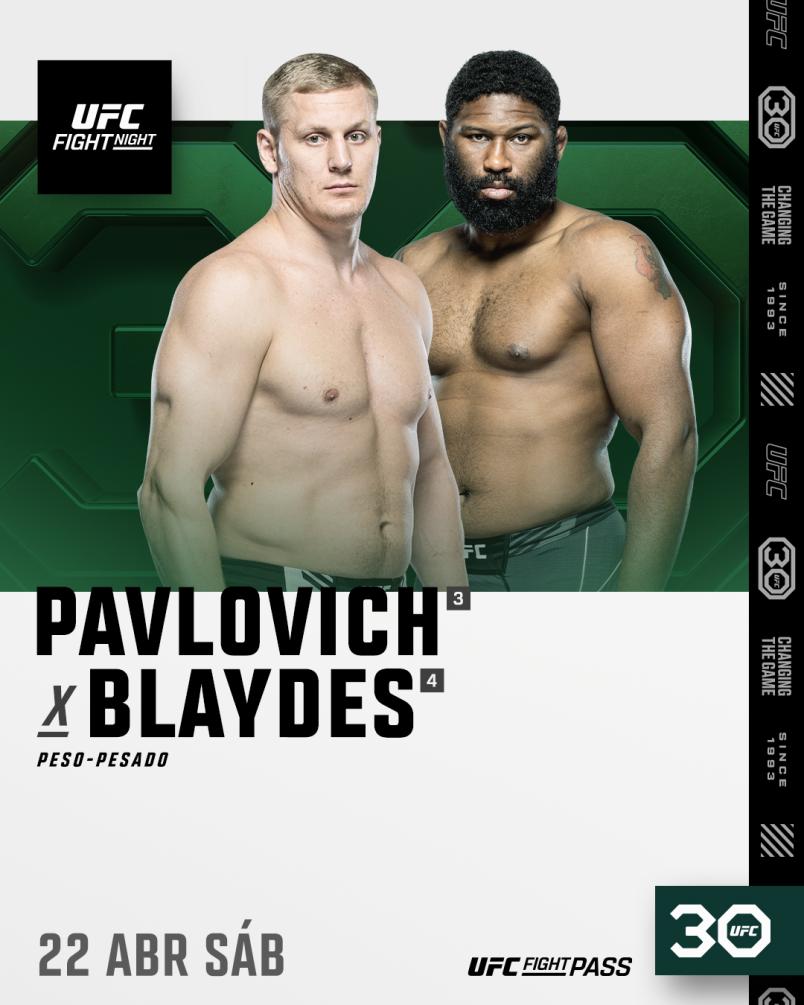 UFC
FIGHT NIGHT
PAVLOVICH 3
X BLAYDES 4
PESO-PESADO
22 ABR SÁB
UFC FIGHT PASS
30 UFC
UFC
30 UFC
CHANGING
THE GAME
SINCE
1993
UFC
30 UFC
CHANGING
THE GAME
SINCE
1993
FC